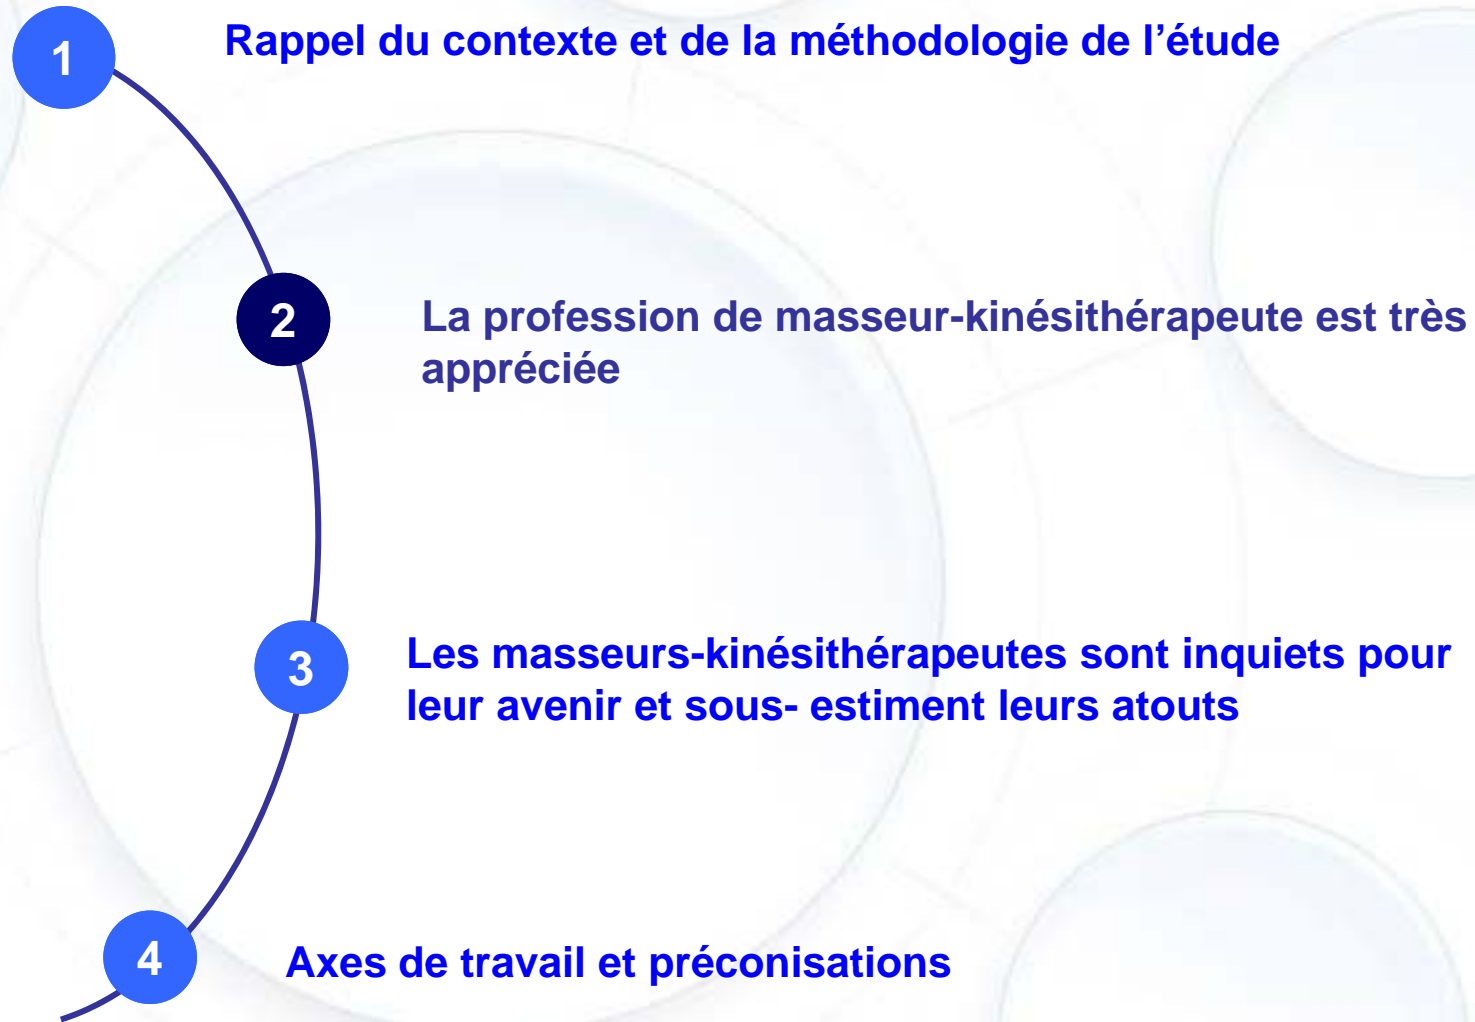 1
Rappel du contexte et de la méthodologie de l’étude
2
La profession de masseur-kinésithérapeute est très
appréciée
3
Les masseurs-kinésithérapeutes sont inquiets pour
leur avenir et sous- estiment leurs atouts
4
Axes de travail et préconisations